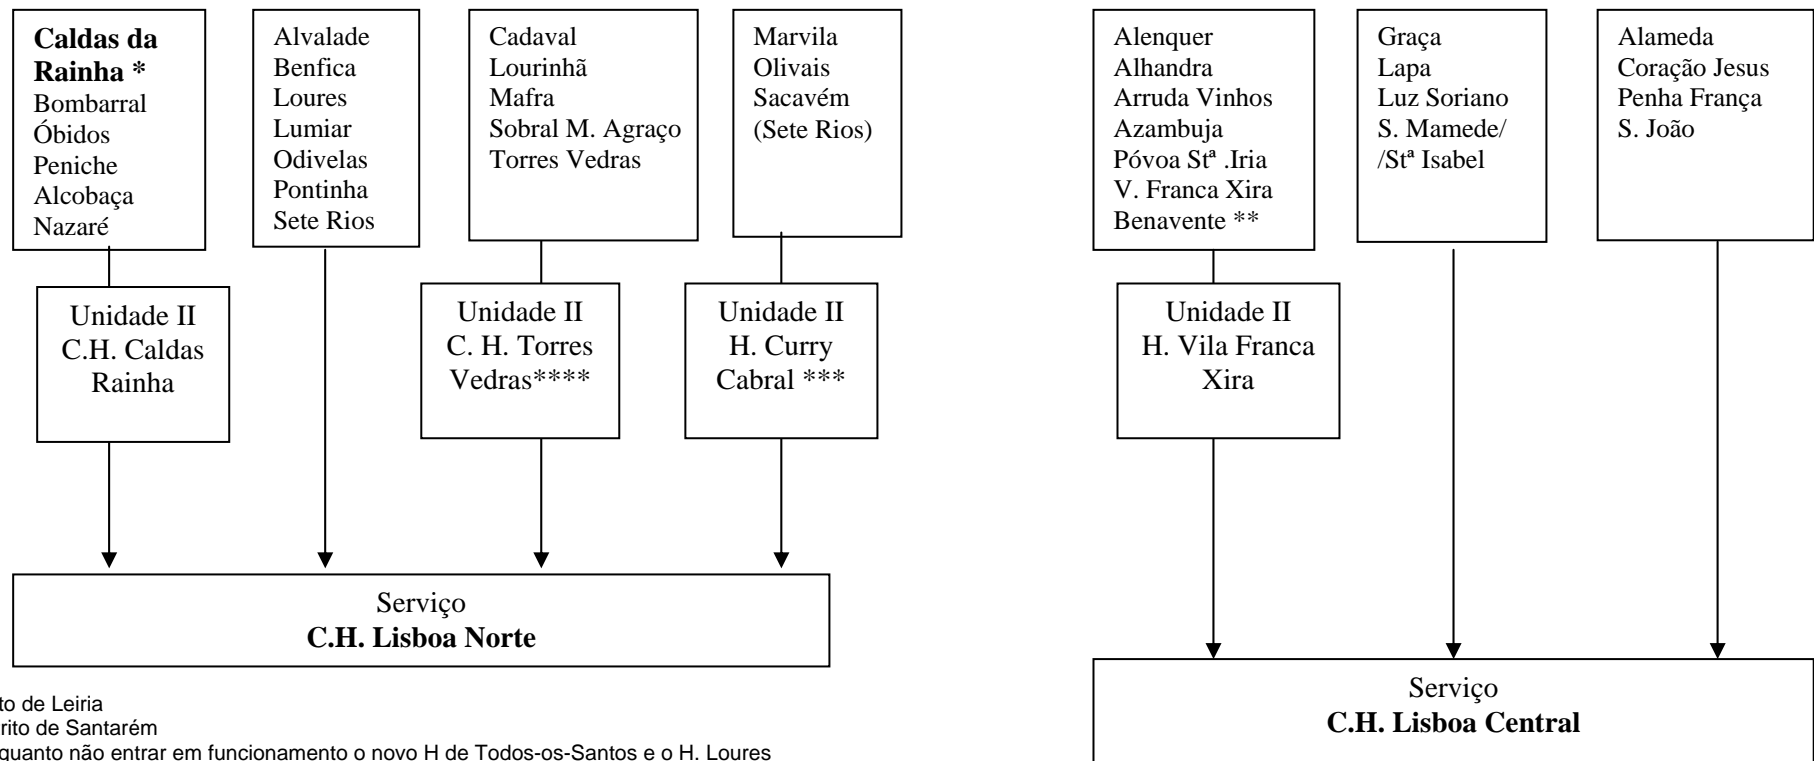 Caldas da
Rainha *
Bombarral
Óbidos
Peniche
Alcobaça
Nazaré
Alvalade
Benfica
Loures
Lumiar
Odivelas
Pontinha
Sete Rios
Cadaval
Lourinhã
Mafra
Sobral M. Agraço
Torres Vedras
Marvila
Olivais
Sacavém
(Sete Rios)
Alenquer
Alhandra
Arruda Vinhos
Azambuja
Póvoa Stª .Iria
V. Franca Xira
Benavente **
Graça
Lapa
Luz Soriano
S. Mamede/
/Stª Isabel
Alameda
Coração Jesus
Penha França
S. João
Unidade II
C.H. Caldas
Rainha
Unidade II
C. H. Torres
Vedras****
Unidade II
H. Curry
Cabral ***
Unidade II
H. Vila Franca
Xira
Serviço
C.H. Lisboa Norte
Serviço
C.H. Lisboa Central
de Leiria
de Santarém
não entrar em funcionamento o novo H de Todos-os-Santos e o H. Loures